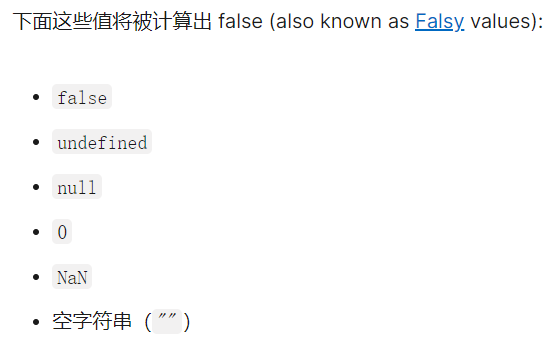 下面这些值将被计算出 false (also known as Falsy values):
false
undefined
null
0
NaN
空字符串（""）